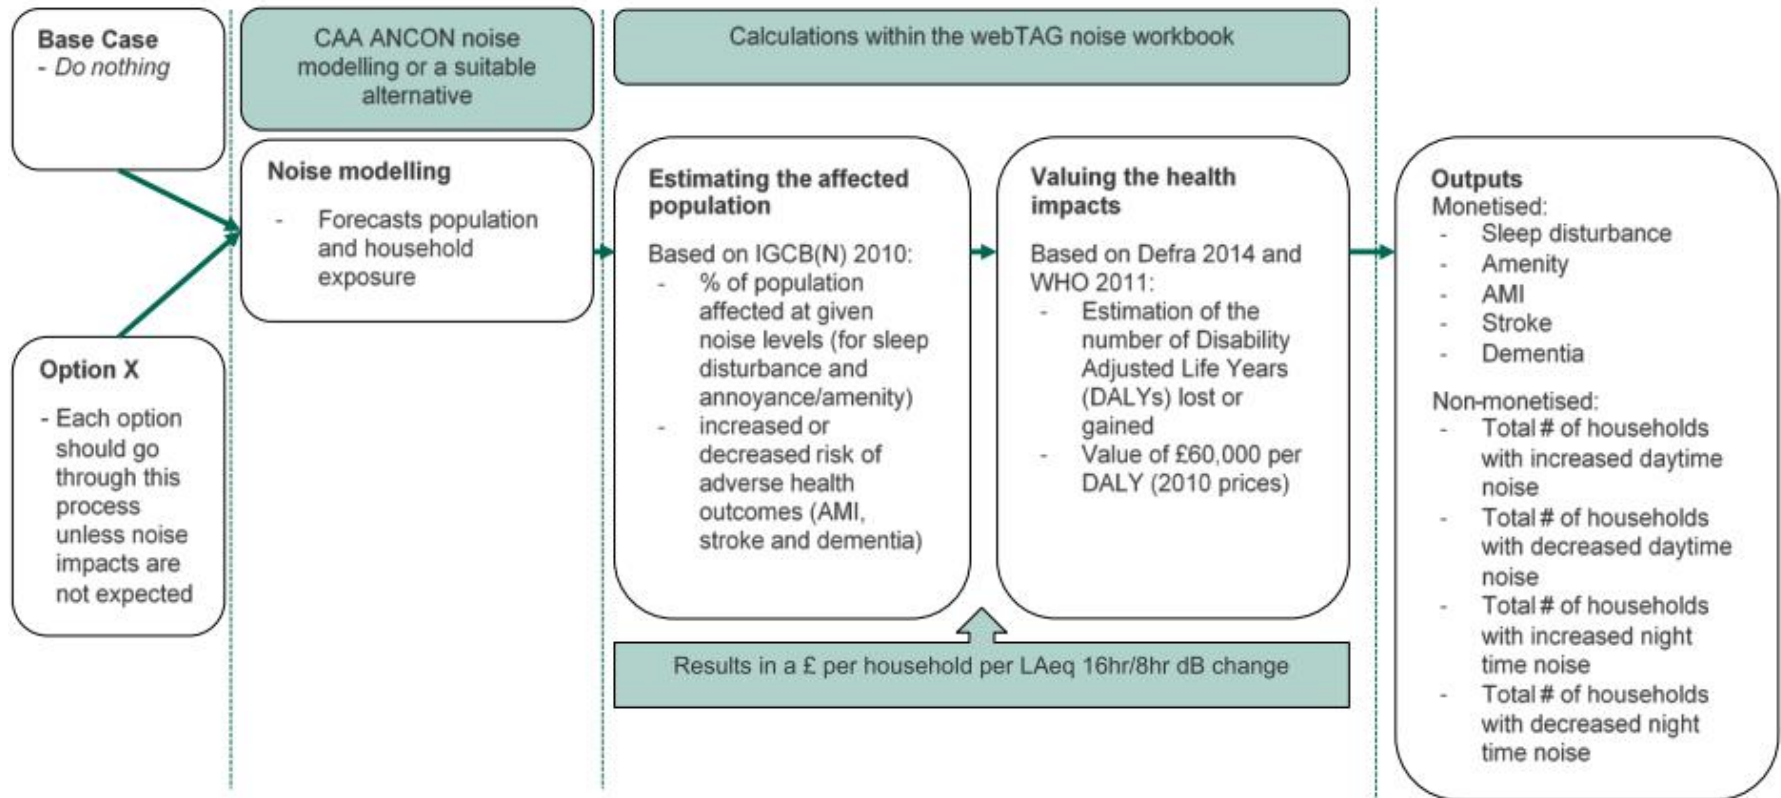 Base Case
- Do nothing
Option X
- Each option
should go
through this
process
unless noise
impacts are
not expected
CAA ANCON noise
modelling or a suitable
alternative
Noise modelling
- Forecasts population
and household
exposure
Calculations within the webTAG noise workbook
Estimating the affected
population
Based on IGCB(N) 2010:
- % of population
affected at given
noise levels (for sleep
disturbance and
annoyance/amenity)
- increased or
decreased risk of
adverse health
outcomes (AMI,
stroke and dementia)
Valuing the health
impacts
Based on Defra 2014 and
WHO 2011:
- Estimation of the
number of Disability
Adjusted Life Years
(DALYs) lost or
gained
- Value of £60,000 per
DALY (2010 prices)
Results in a £ per household per LAeq 16hr/8hr dB change
Outputs
Monetised:
- Sleep disturbance
- Amenity
- AMI
- Stroke
- Dementia
Non-monetised:
- Total # of households
with increased daytime
noise
- Total # of households
with decreased daytime
noise
- Total # of households
with increased night
time noise
- Total # of households
with decreased night
time noise